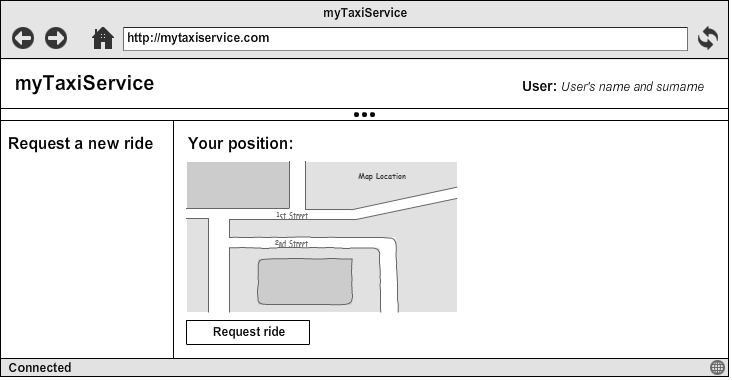 myTaxiService
http://mytaxiservice.com
myTaxiService
User: User's name and surname
Request a new ride
Your position:
Map Location
1st Street
2nd Street
Request ride
Connected